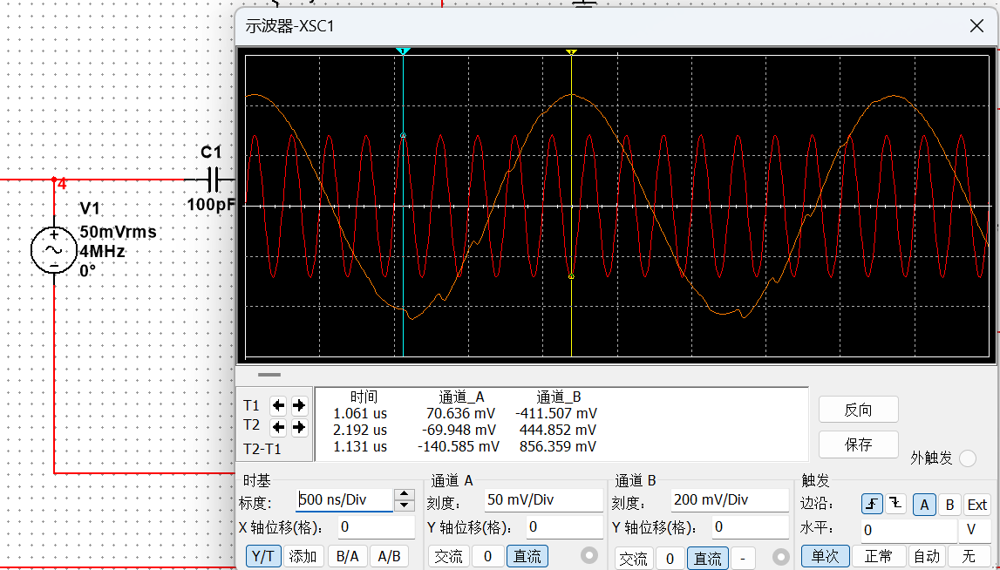 示波器-XSC1
1
2
C1
4
100pF
V1
50mVrms
4MHz
0°
T1
T2
T2-T1
时间 通道_A 通道_B
1.061 us 70.636 mV -411.507 mV
2.192 us -69.948 mV 444.852 mV
1.131 us -140.585 mV 856.359 mV
反向
保存
外触发
时基
标度: 500 ns/Div
X 轴位移(格): 0
Y/T 添加 B/A A/B
通道 A
刻度: 50 mV/Div
Y 轴位移(格): 0
交流 0 直流
通道 B
刻度: 200 mV/Div
Y 轴位移(格): 0
交流 0 直流 -
触发
边沿: A B Ext
水平: 0 V
单次 正常 自动 无